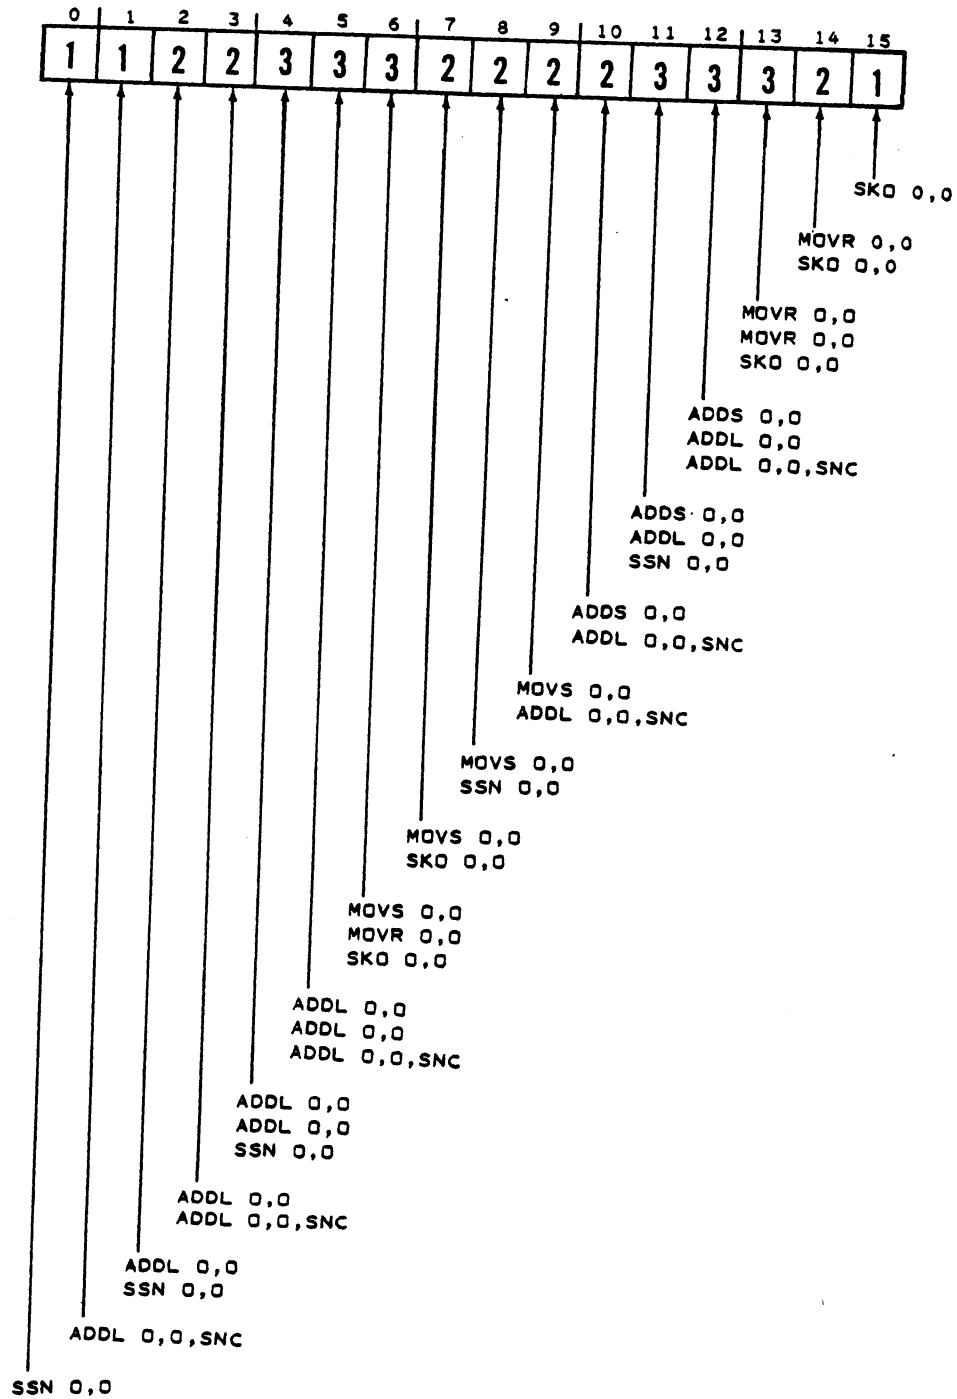 0 1 2 3 4 5 6 7 8 9 10 11 12 13 14 15
1 1 2 2 3 3 3 2 2 2 2 3 3 3 2 1
SKO 0,0
MOVR 0,0
SKO 0,0
MOVR 0,0
MOVR 0,0
SKO 0,0
ADDS 0,0
ADDL 0,0
ADDL 0,0,SNC
ADDS 0,0
ADDL 0,0
SSN 0,0
ADDS 0,0
ADDL 0,0,SNC
MOVS 0,0
ADDL 0,0,SNC
MOVS 0,0
SSN 0,0
MOVS 0,0
SKO 0,0
MOVS 0,0
MOVR 0,0
SKO 0,0
ADDL 0,0
ADDL 0,0
ADDL 0,0,SNC
ADDL 0,0
ADDL 0,0
SSN 0,0
ADDL 0,0
ADDL 0,0,SNC
ADDL 0,0
SSN 0,0
ADDL 0,0,SNC
SSN 0,0